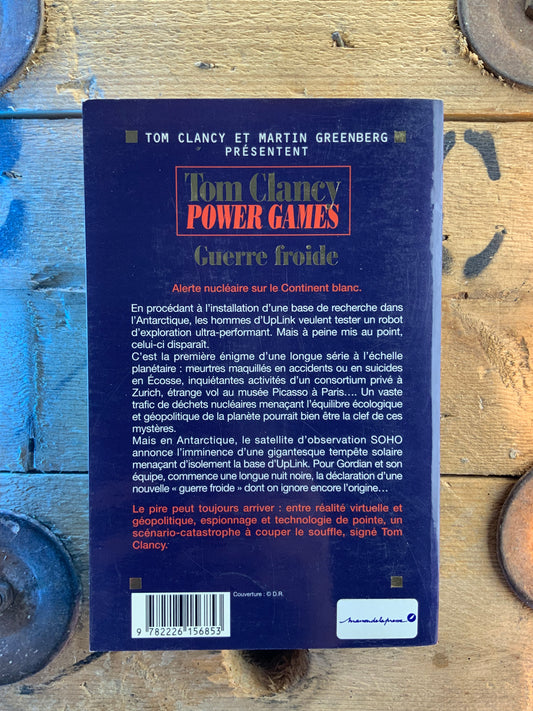 TOM CLANCY ET MARTIN GREENBERG
PRÉSENTENT
Tom Clancy
POWER GAMES
Guerre froide
Alerte nucléaire sur le Continent blanc.
En procédant à l'installation d'une base de recherche dans
l'Antarctique, les hommes d'UpLink veulent tester un robot
d'exploration ultra-performant. Mais à peine mis au point,
celui-ci disparaît.
C'est la première énigme d'une longue série à l'échelle
planétaire : meurtres maquillés en accidents ou en suicides
en Écosse, inquiétantes activités d'un consortium privé à
Zurich, étrange vol au musée Picasso à Paris.... Un vaste
trafic de déchets nucléaires menaçant l'équilibre écologique
et géopolitique de la planète pourrait bien être la clef de ces
mystères.
Mais en Antarctique, le satellite d'observation SOHO
annonce l'imminence d'une gigantesque tempête solaire
menaçant d'isolement la base d'UpLink. Pour Gordian et son
équipe, commence une longue nuit noire, la déclaration d'une
nouvelle « guerre froide » dont on ignore encore l'origine…
Le pire peut toujours arriver : entre réalité virtuelle et
géopolitique, espionnage et technologie de pointe, un
scénario-catastrophe à couper le souffle, signé Tom
Clancy.
Couverture : © D.R.
9 782226 156853
maisondelapresse